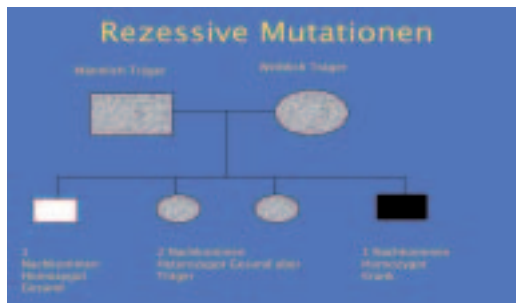 Rezessive Mutationen
Männlich Träger
Weiblich Träger
1
Nachkommen
Homozygot
Gesund
2 Nachkommen
Heterozygot Gesund aber
Träger
1 Nachkommen
Homozygot
Krank